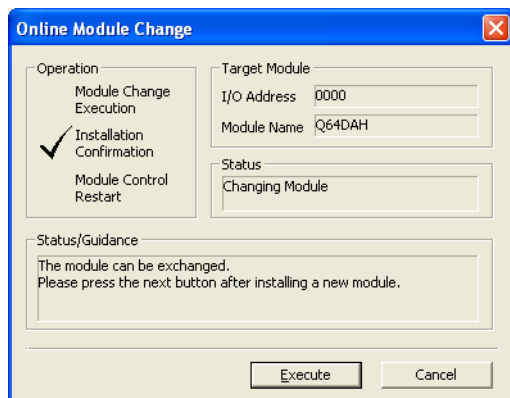 Online Module Change
Operation
Module Change
Execution
Installation
Confirmation
Module Control
Restart
Target Module
I/O Address 0000
Module Name Q64DAH
Status
Changing Module
Status/Guidance
The module can be exchanged.
Please press the next button after installing a new module.
Execute
Cancel